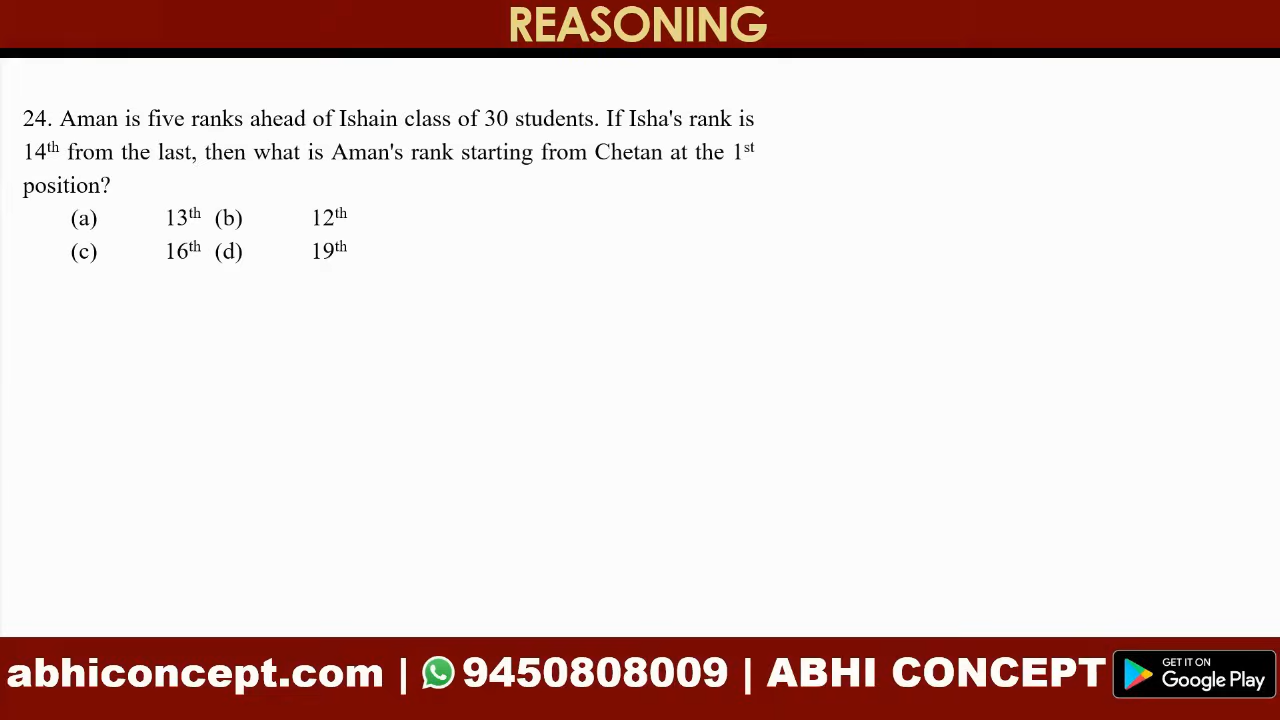 REASONING
24. Aman is five ranks ahead of Ishain class of 30 students. If Isha's rank is
14th from the last, then what is Aman's rank starting from Chetan at the 1st
position?
(a) 13th (b) 12th
(c) 16th (d) 19th
abhiconcept.com | 9450808009 | ABHI CONCEPT GET IT ON Google Play